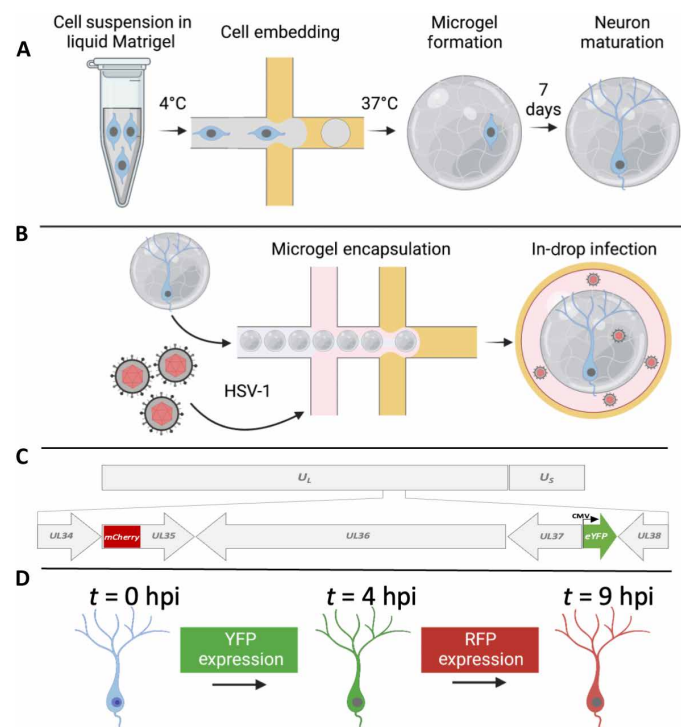 A
Cell suspension in
liquid Matrigel
Cell embedding
Microgel
formation
Neuron
maturation
4°C
37°C
7
days
B
Microgel encapsulation
In-drop infection
HSV-1
C
UL
US
UL34
mCherry
UL35
UL36
UL37
CMV
eYFP
UL38
D
t = 0 hpi
t = 4 hpi
t = 9 hpi
YFP
expression
RFP
expression